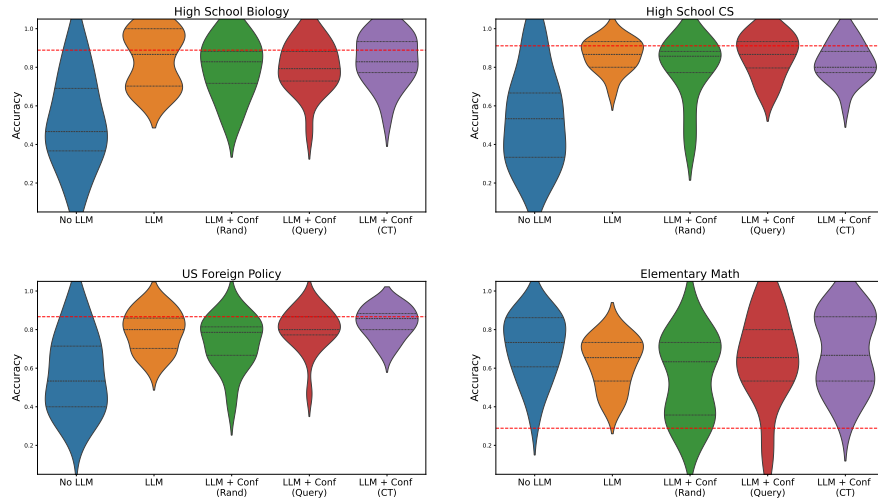 High School Biology
Accuracy
1.0
0.8
0.6
0.4
0.2
No LLM
LLM
LLM + Conf
(Rand)
LLM + Conf
(Query)
LLM + Conf
(CT)
High School CS
Accuracy
1.0
0.8
0.6
0.4
0.2
No LLM
LLM
LLM + Conf
(Rand)
LLM + Conf
(Query)
LLM + Conf
(CT)
US Foreign Policy
Accuracy
1.0
0.8
0.6
0.4
0.2
No LLM
LLM
LLM + Conf
(Rand)
LLM + Conf
(Query)
LLM + Conf
(CT)
Elementary Math
Accuracy
1.0
0.8
0.6
0.4
0.2
No LLM
LLM
LLM + Conf
(Rand)
LLM + Conf
(Query)
LLM + Conf
(CT)